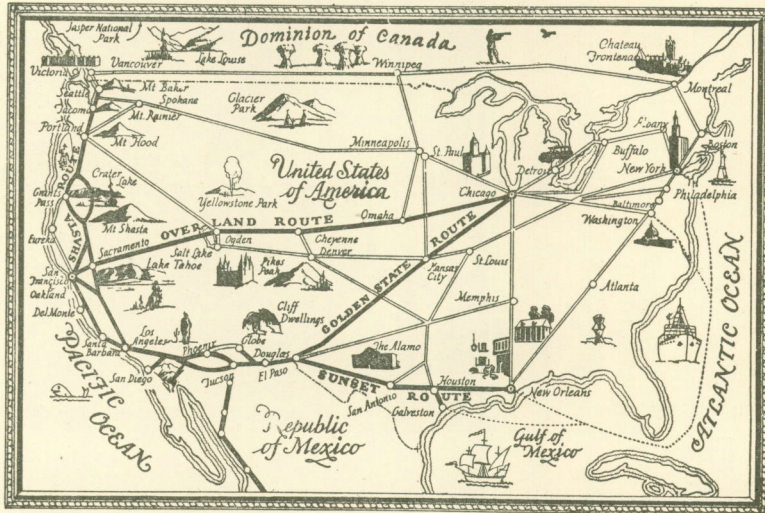 Jasper National
Park
Lake Louise
Dominion of Canada
Chateau
Frontenac
Victoria
Vancouver
Winnipeg
Montreal
Seattle
Mt Baker
Spokane
Tacoma
Mt. Rainier
Glacier
Park
Portland
Mt Hood
Minneapolis
St. Paul
Detroit
Buffalo
Boston
New York
Philadelphia
Crater
Lake
Yellowstone Park
United States
of America
Chicago
Baltimore
Washington
Grants
Pass
SHASTA ROUTE
Mt Shasta
OVERLAND ROUTE
Omaha
Eureka
Sacramento
Ogden
Cheyenne
Salt Lake
Denver
Kansas
City
St Louis
San
Francisco
Oakland
Lake Tahoe
Pikes
Peak
GOLDEN STATE ROUTE
Memphis
Atlanta
Del Monte
Cliff
Dwellings
Santa
Barbara
Los
Angeles
Phoenix
Globe
Douglas
The Alamo
San Diego
Tucson
El Paso
SUNSET ROUTE
Houston
New Orleans
San Antonio
Galveston
PACIFIC
OCEAN
Republic
of Mexico
Gulf of
Mexico
ATLANTIC OCEAN